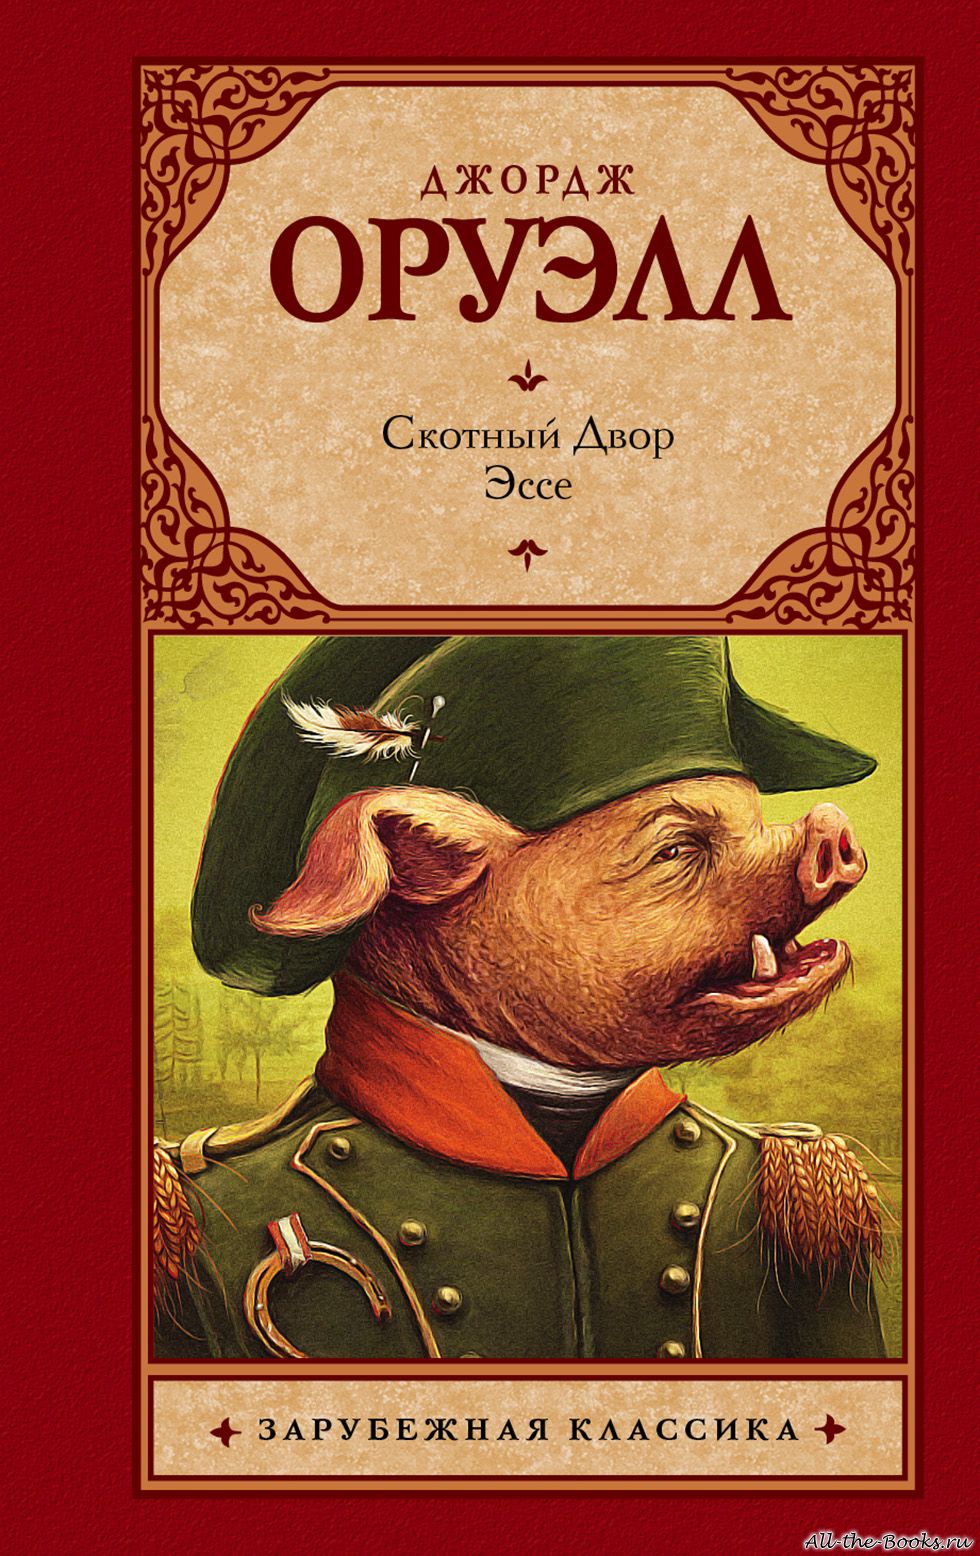 ДЖОРДЖ
ОРУЭЛЛ
Скотный Двор
Эссе
ЗАРУБЕЖНАЯ КЛАССИКА
All-the-Books.ru